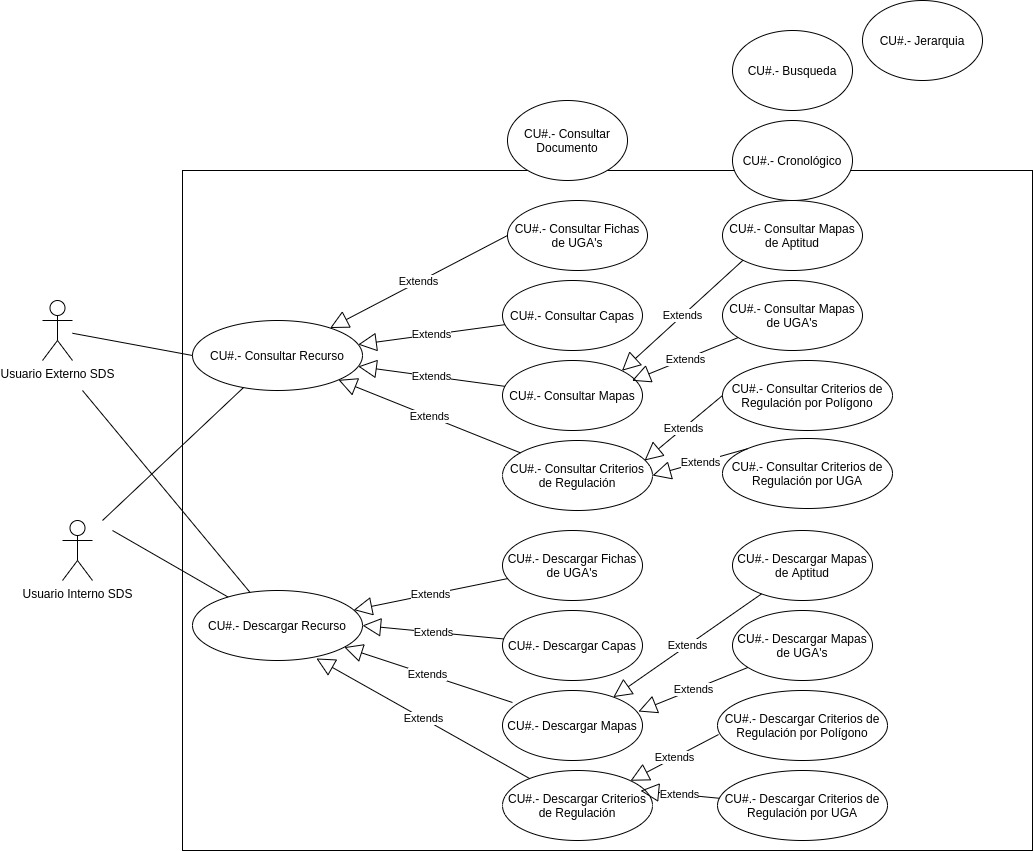 CU#.- Jerarquia
CU#.- Busqueda
CU#.- Consultar
Documento
CU#.- Cronológico
CU#.- Consultar Fichas
de UGA's
CU#.- Consultar Mapas
de Aptitud
Extends
CU#.- Consultar Capas
CU#.- Consultar Mapas
de UGA's
Extends
Extends
CU#.- Consultar Recurso
Extends
Usuario Externo SDS
Extends
CU#.- Consultar Mapas
CU#.- Consultar Criterios de
Regulación por Polígono
Extends
Extends
CU#.- Consultar Criterios
de Regulación
Extends
CU#.- Consultar Criterios de
Regulación por UGA
CU#.- Descargar Fichas
de UGA's
CU#.- Descargar Mapas
de Aptitud
Usuario Interno SDS
Extends
CU#.- Descargar Recurso
Extends
CU#.- Descargar Capas
Extends
CU#.- Descargar Mapas
de UGA's
Extends
Extends
Extends
CU#.- Descargar Mapas
CU#.- Descargar Criterios de
Regulación por Polígono
Extends
CU#.- Descargar Criterios
de Regulación
Extends
CU#.- Descargar Criterios de
Regulación por UGA